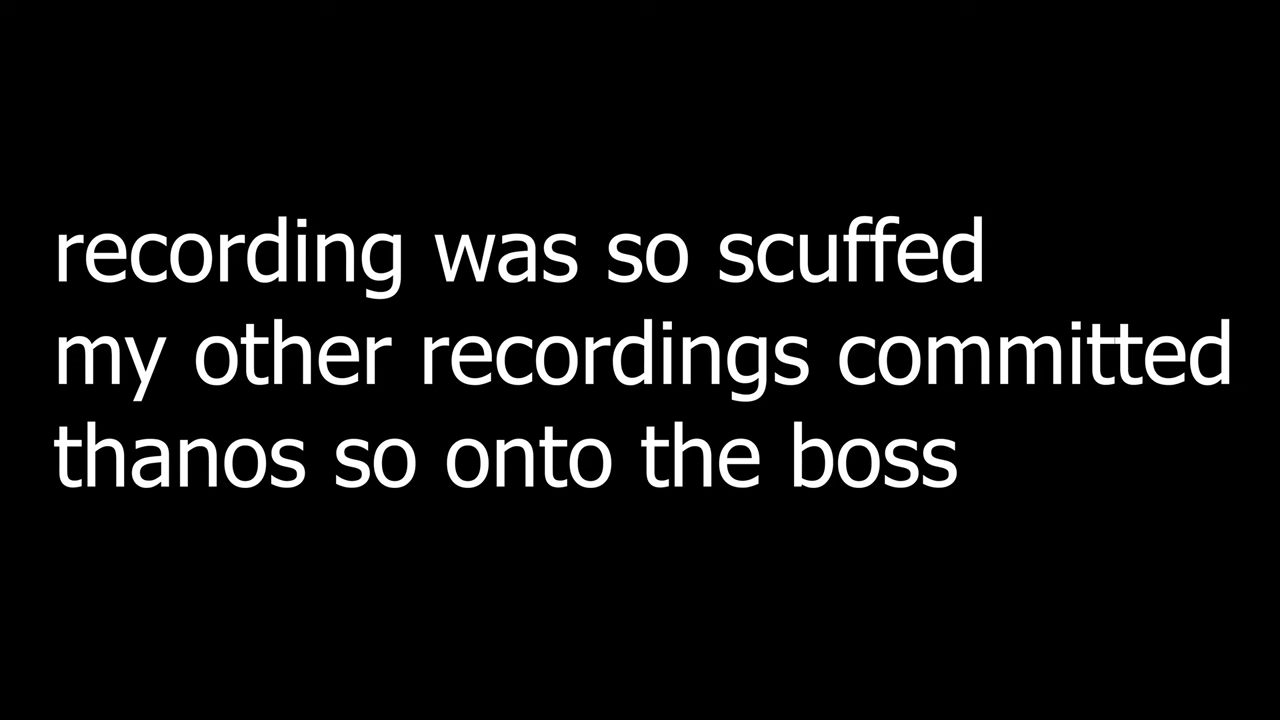 recording was so scuffed
my other recordings committed
thanos so onto the boss